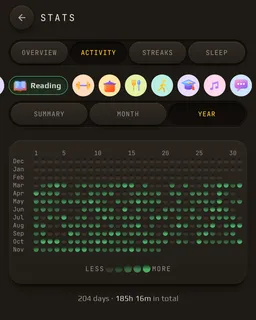 STATS
OVERVIEW ACTIVITY STREAKS SLEEP
Reading
SUMMARY MONTH YEAR
1 5 10 15 20 25 30
Dec
Jan
Feb
Mar
Apr
May
Jun
Jul
Aug
Sep
Oct
Nov
LESS MORE
204 days · 185h 16m in total